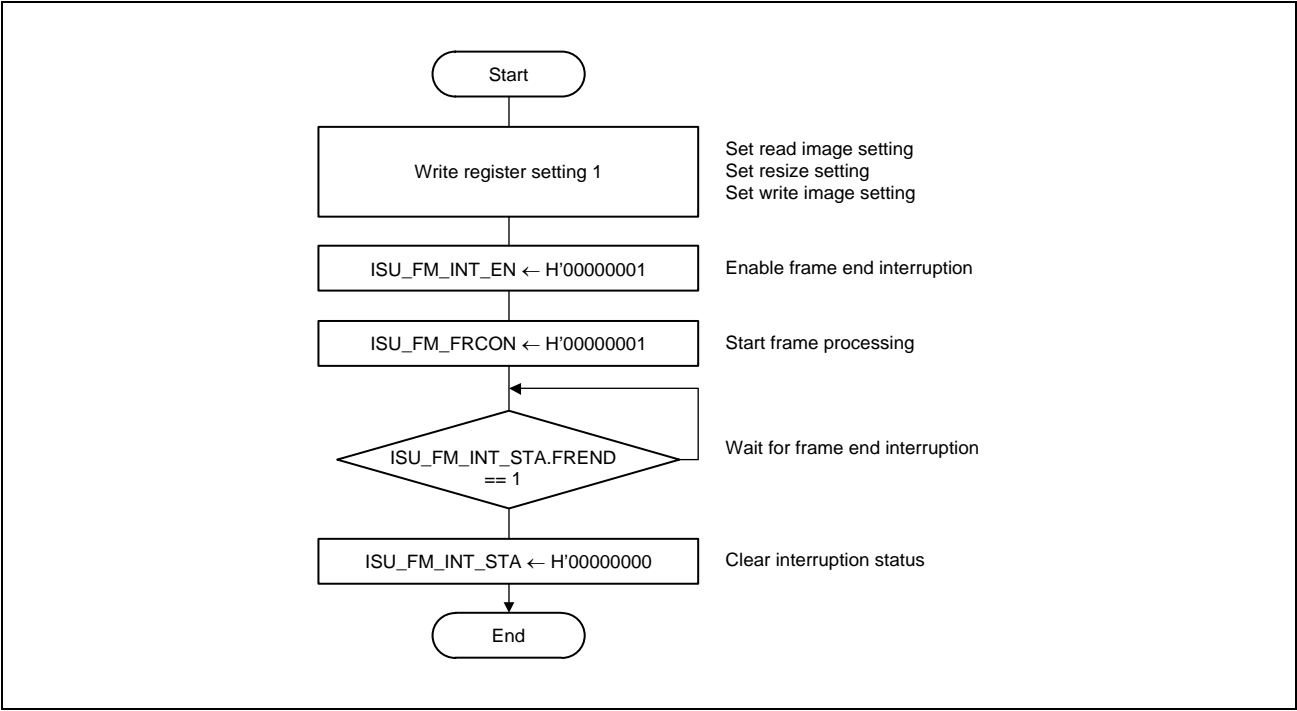 Start
Write register setting 1
Set read image setting
Set resize setting
Set write image setting
ISU_FM_INT_EN ← H'00000001
Enable frame end interruption
ISU_FM_FRCON ← H'00000001
Start frame processing
ISU_FM_INT_STA.FREND
== 1
Wait for frame end interruption
ISU_FM_INT_STA ← H'00000000
Clear interruption status
End